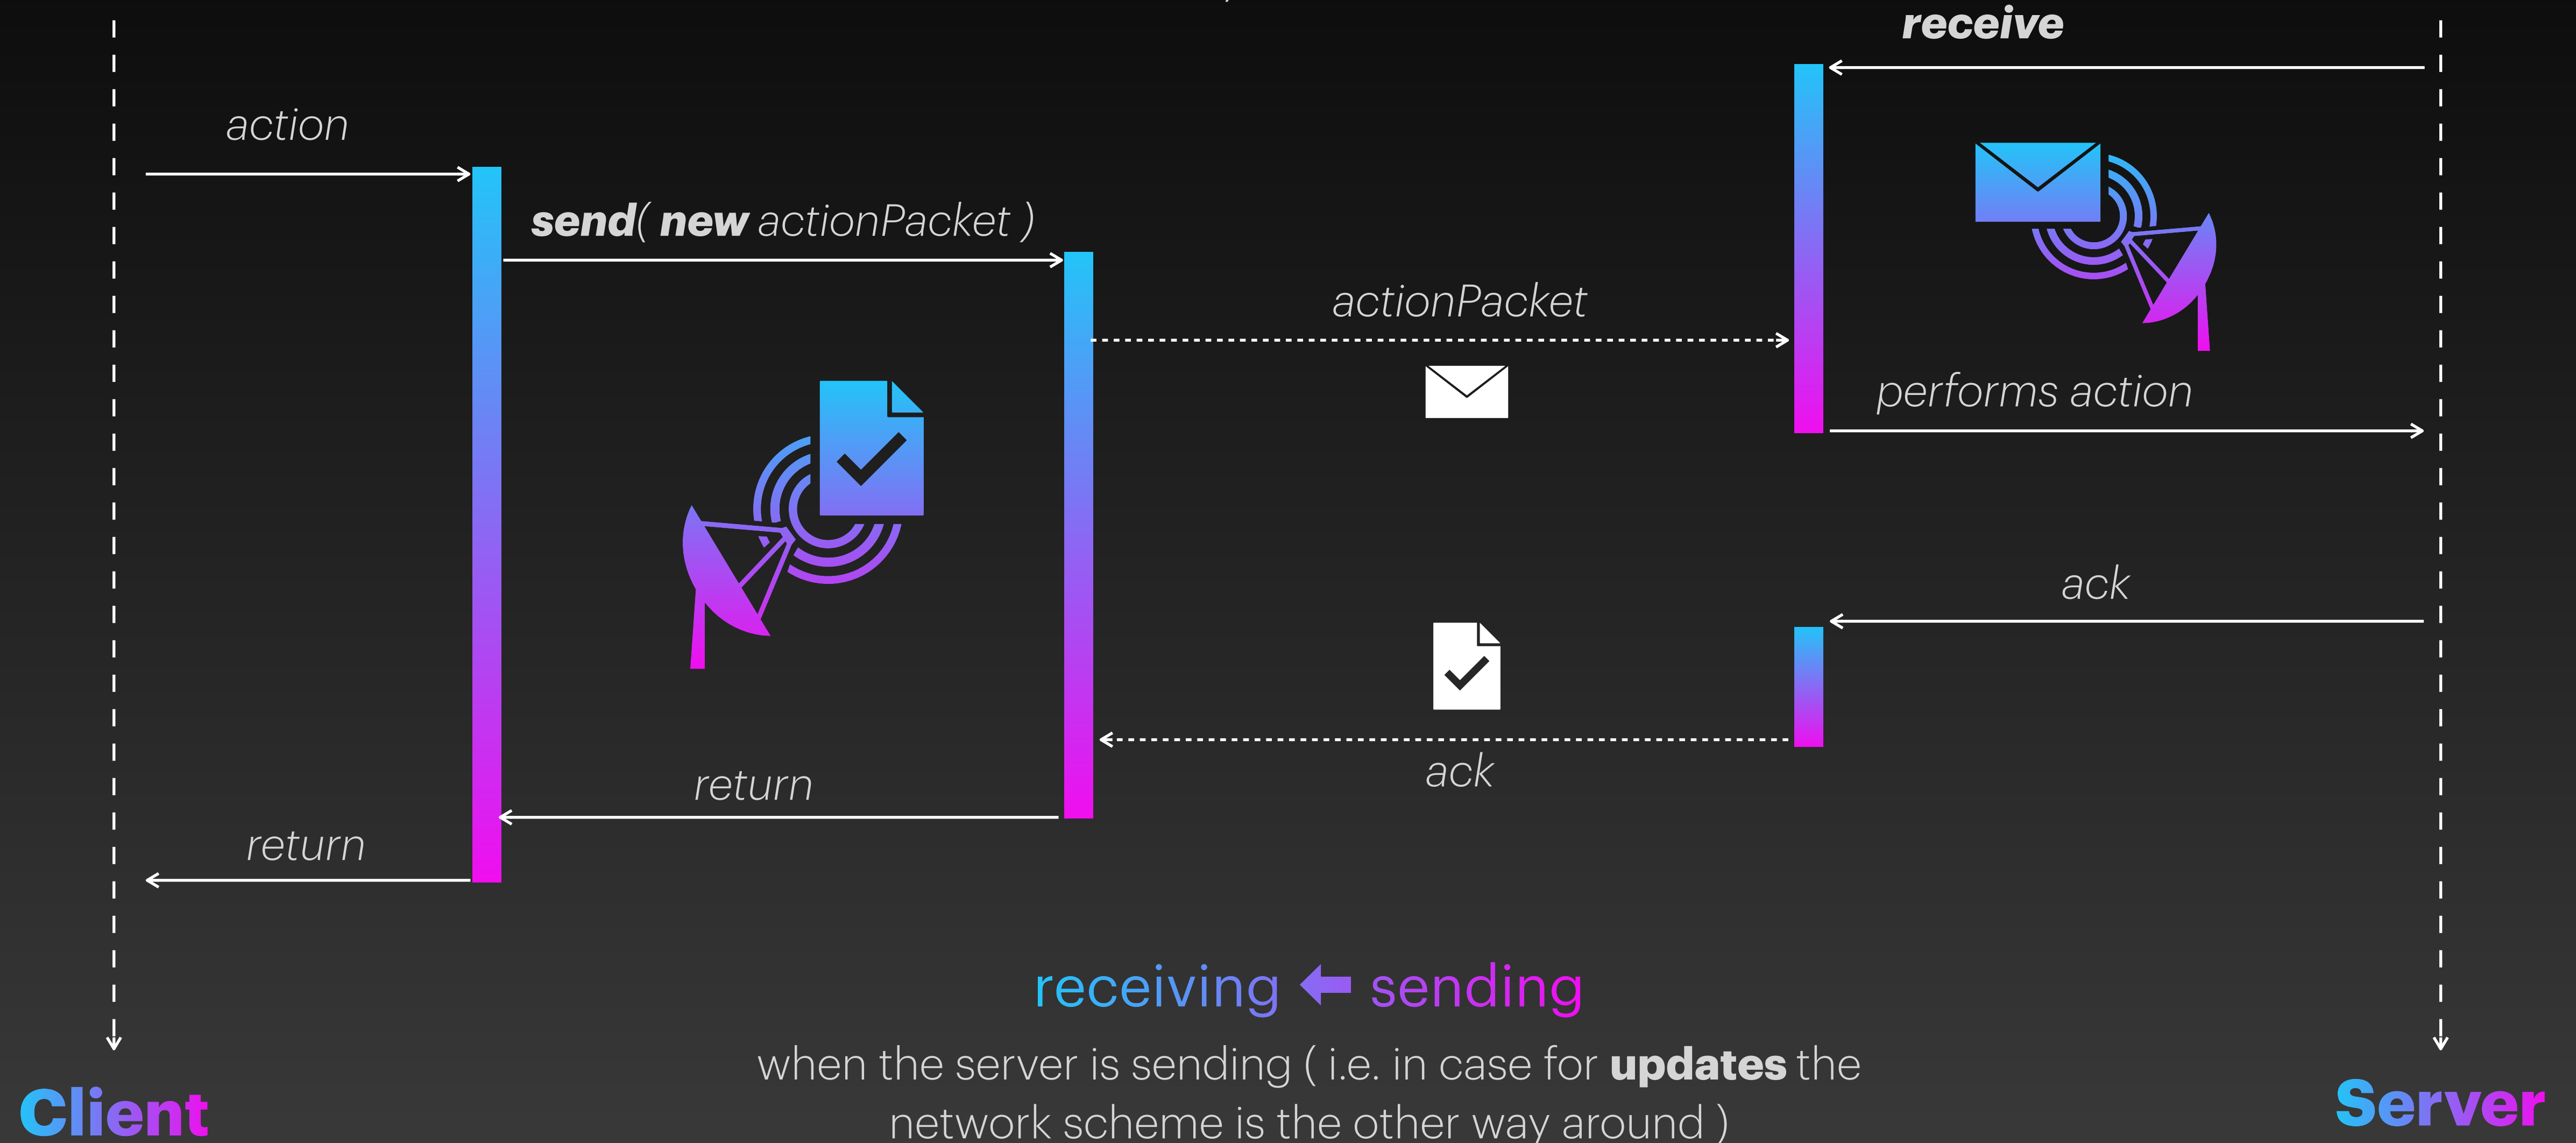 receive
action
send( new actionPacket )
actionPacket
performs action
ack
ack
return
return
receiving sending
when the server is sending ( i.e. in case for updates the
network scheme is the other way around )
Client
Server